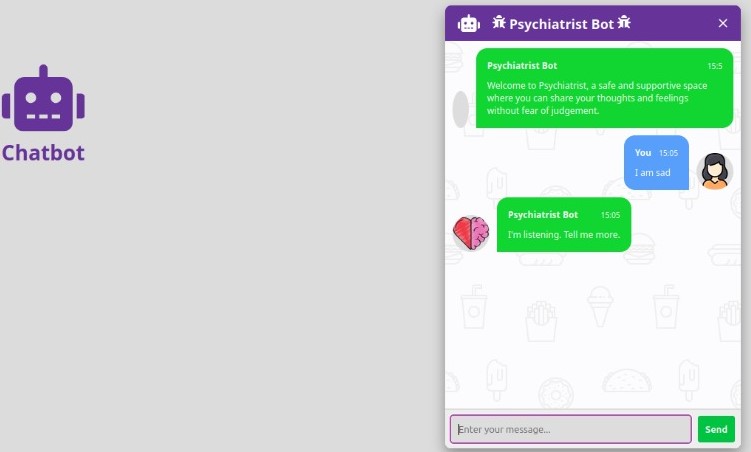 Chatbot
Psychiatrist Bot
Psychiatrist Bot 15:5
Welcome to Psychiatrist, a safe and supportive space
where you can share your thoughts and feelings
without fear of judgement.
You 15:05
I am sad
Psychiatrist Bot 15:05
I'm listening. Tell me more.
Enter your message...
Send